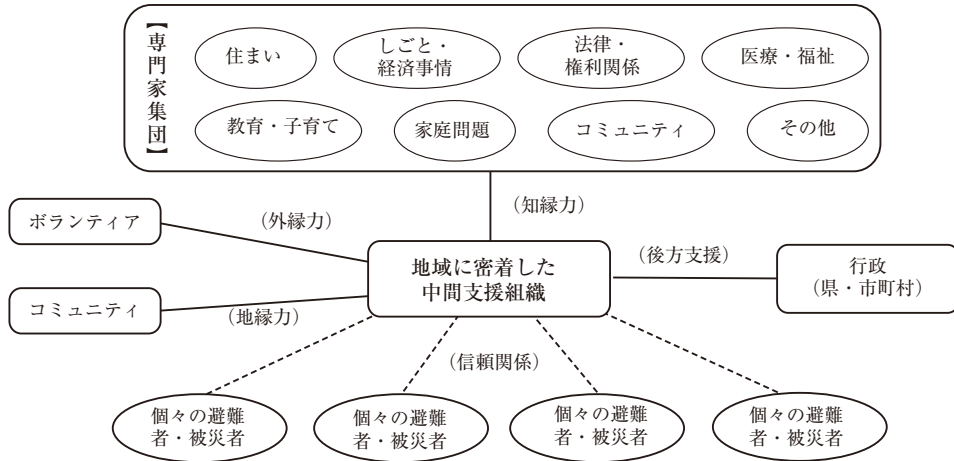 【専門家集団】
住まい
しごと・
経済事情
法律・
権利関係
医療・福祉
教育・子育て
家庭問題
コミュニティ
その他
ボランティア
（外縁力）
（知縁力）
コミュニティ
（地縁力）
地域に密着した
中間支援組織
（後方支援）
行政
（県・市町村）
（信頼関係）
個々の避難
者・被災者
個々の避難
者・被災者
個々の避難
者・被災者
個々の避難
者・被災者